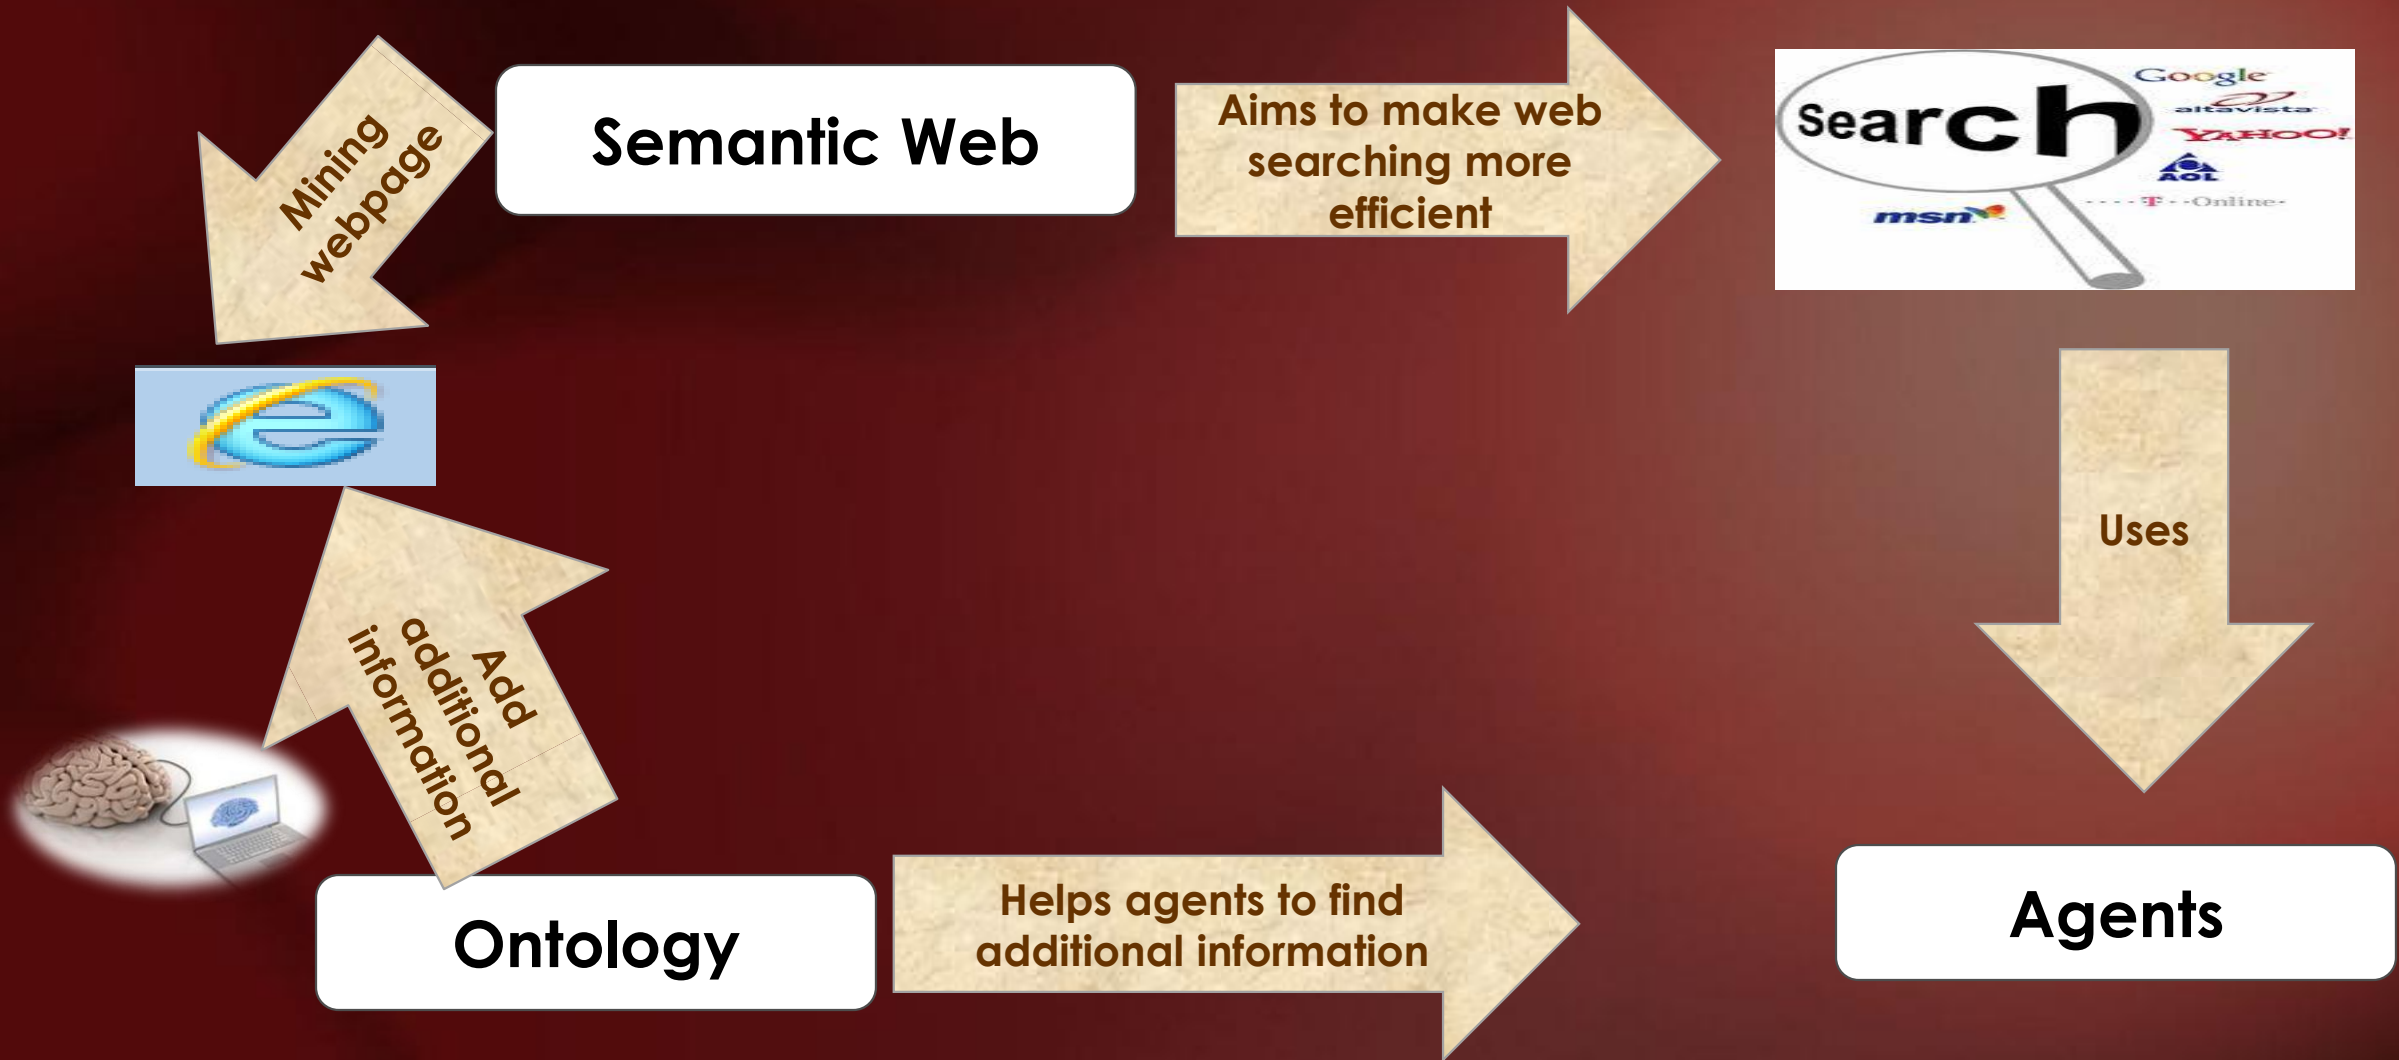 Semantic Web
Aims to make web
searching more
efficient
Search
Google
altavista
YAHOO!
AOL
msn
T - Online
Mining
webpage
Uses
Add
additional
information
Ontology
Helps agents to find
additional information
Agents